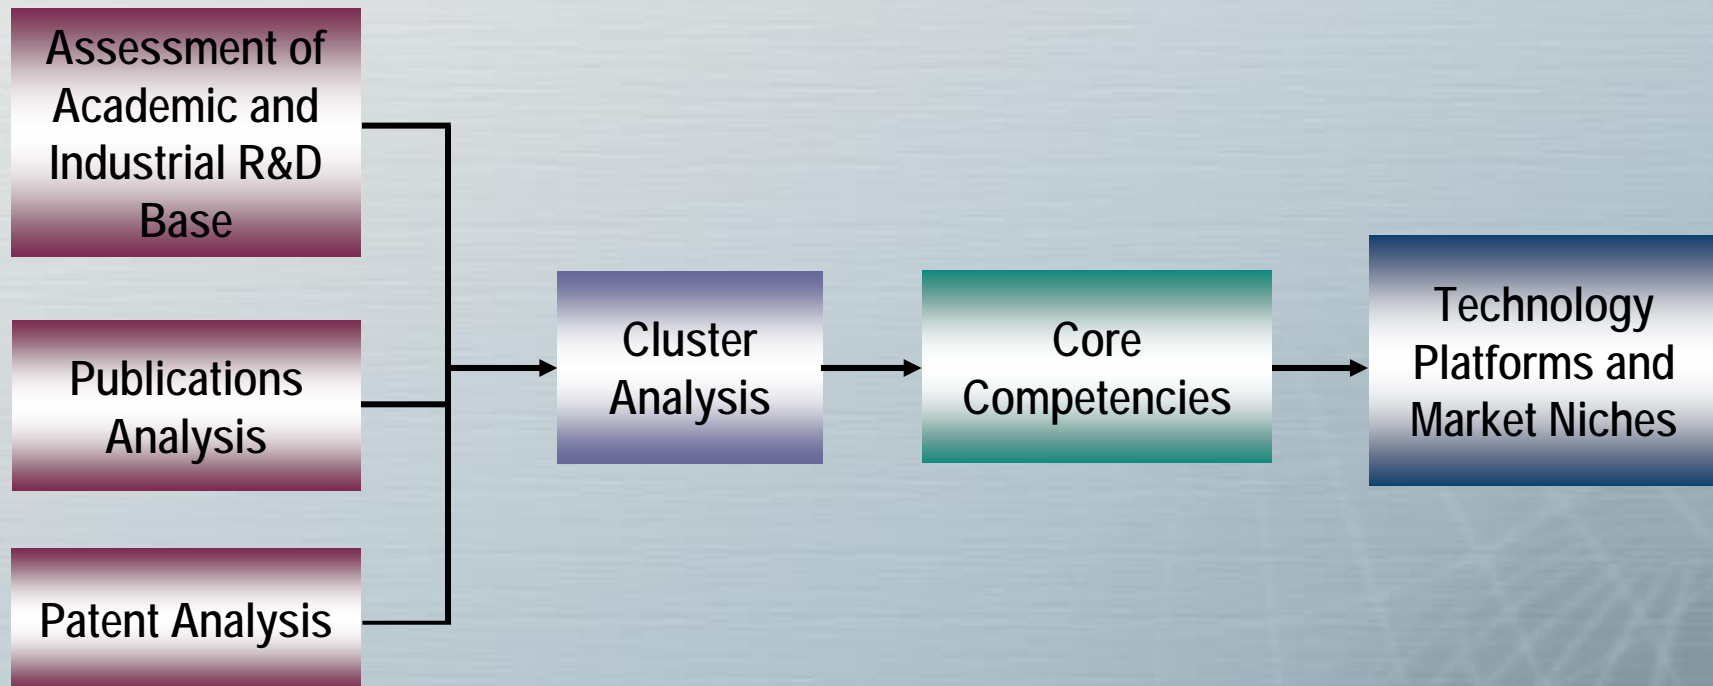 Assessment of
Academic and
Industrial R&D
Base
Publications
Analysis
Patent Analysis
Cluster
Analysis
Core
Competencies
Technology
Platforms and
Market Niches